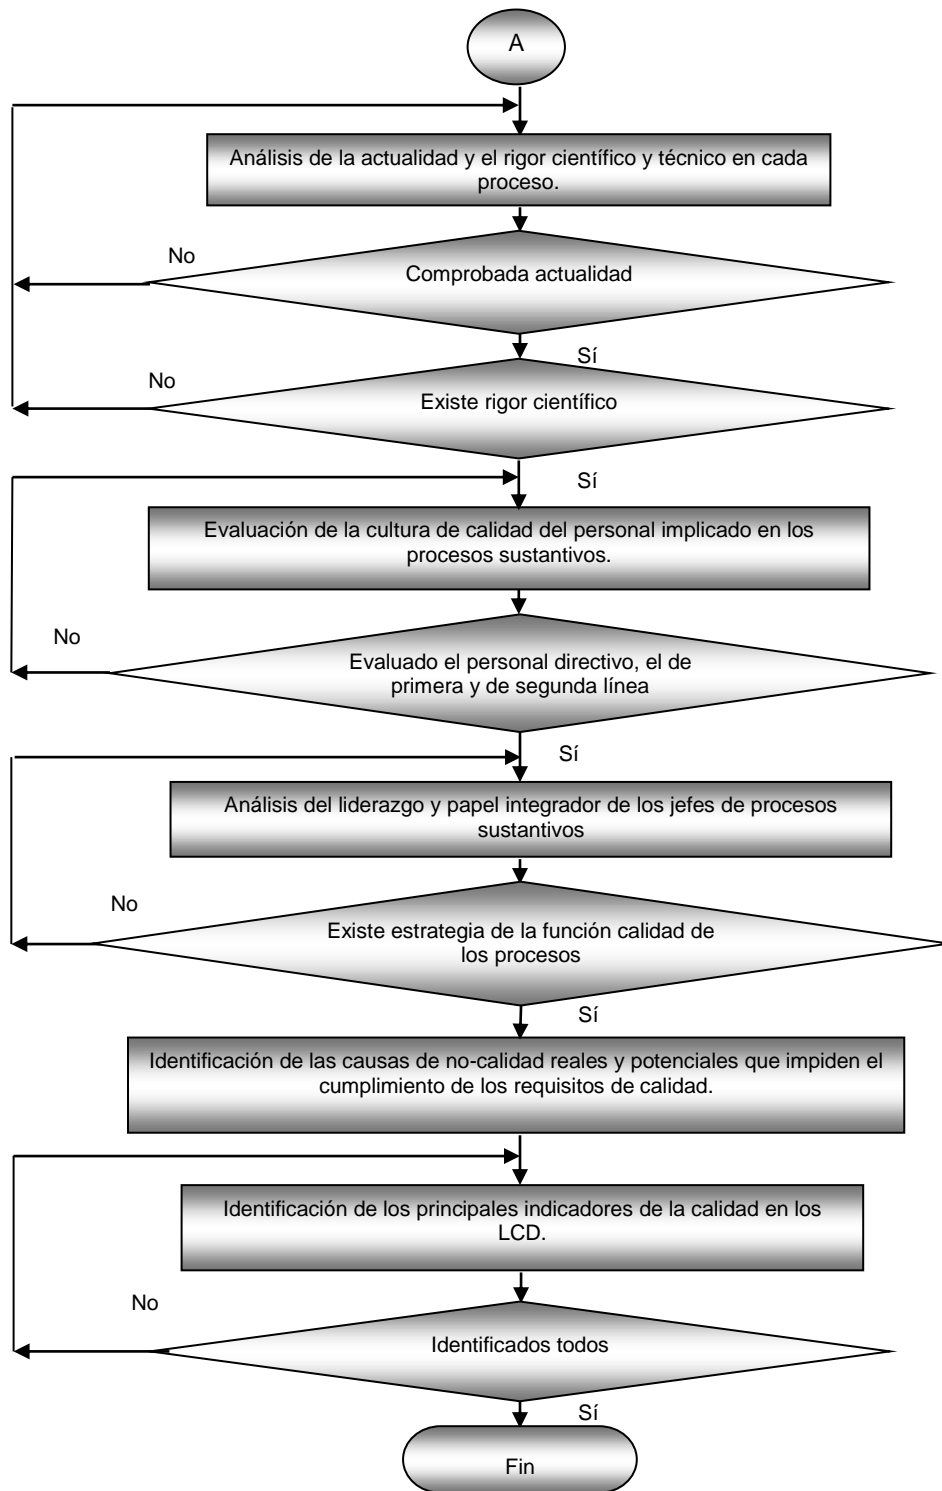 A
Análisis de la actualidad y el rigor científico y técnico en cada
proceso.
No
Comprobada actualidad
Sí
No
Existe rigor científico
Sí
Evaluación de la cultura de calidad del personal implicado en los
procesos sustantivos.
No
Evaluado el personal directivo, el de
primera y de segunda línea
Sí
Análisis del liderazgo y papel integrador de los jefes de procesos
sustantivos
No
Existe estrategia de la función calidad de
los procesos
Sí
Identificación de las causas de no-calidad reales y potenciales que impiden el
cumplimiento de los requisitos de calidad.
Identificación de los principales indicadores de la calidad en los
LCD.
No
Identificados todos
Sí
Fin